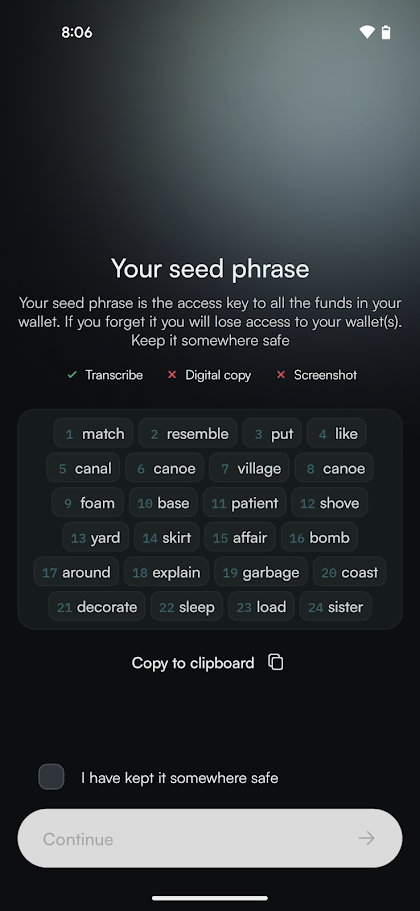 8:06
Your seed phrase
Your seed phrase is the access key to all the funds in your
wallet. If you forget it you will lose access to your wallet(s).
Keep it somewhere safe
Transcribe Digital copy Screenshot
1 match 2 resemble 3 put 4 like
5 canal 6 canoe 7 village 8 canoe
9 foam 10 base 11 patient 12 shove
13 yard 14 skirt 15 affair 16 bomb
17 around 18 explain 19 garbage 20 coast
21 decorate 22 sleep 23 load 24 sister
Copy to clipboard
I have kept it somewhere safe
Continue